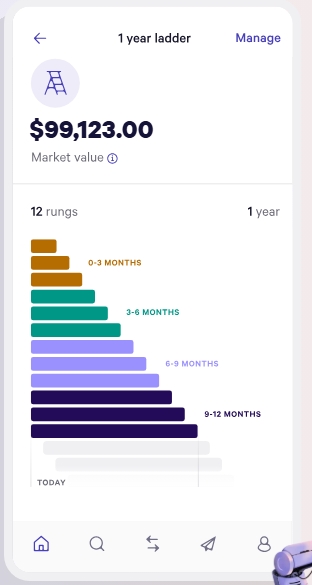 1 year ladder
Manage
$99,123.00
Market value
12 rungs
1 year
0-3 MONTHS
3-6 MONTHS
6-9 MONTHS
9-12 MONTHS
TODAY